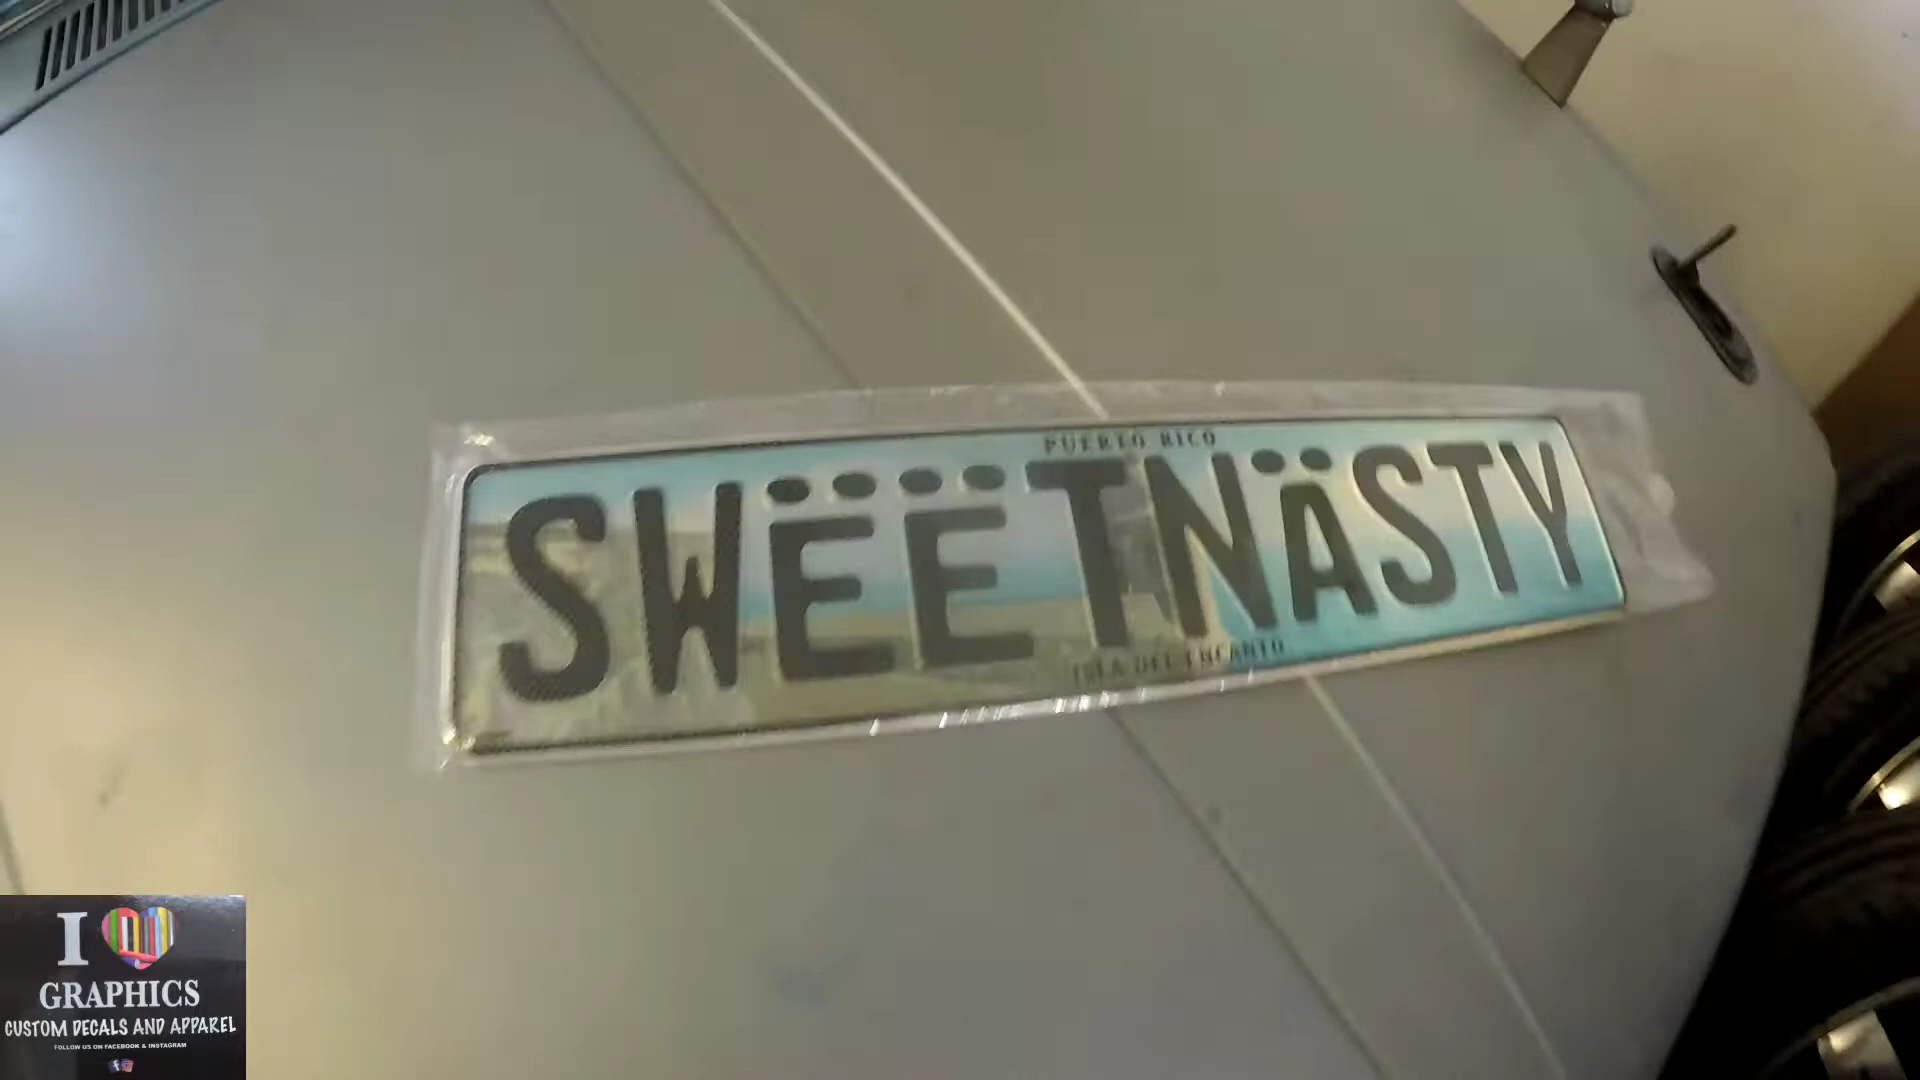 PUERTO RICO
SWËËTNÄSTY
ISLA DEL ENCANTO
I
GRAPHICS
CUSTOM DECALS AND APPAREL
FOLLOW US ON FACEBOOK & INSTAGRAM